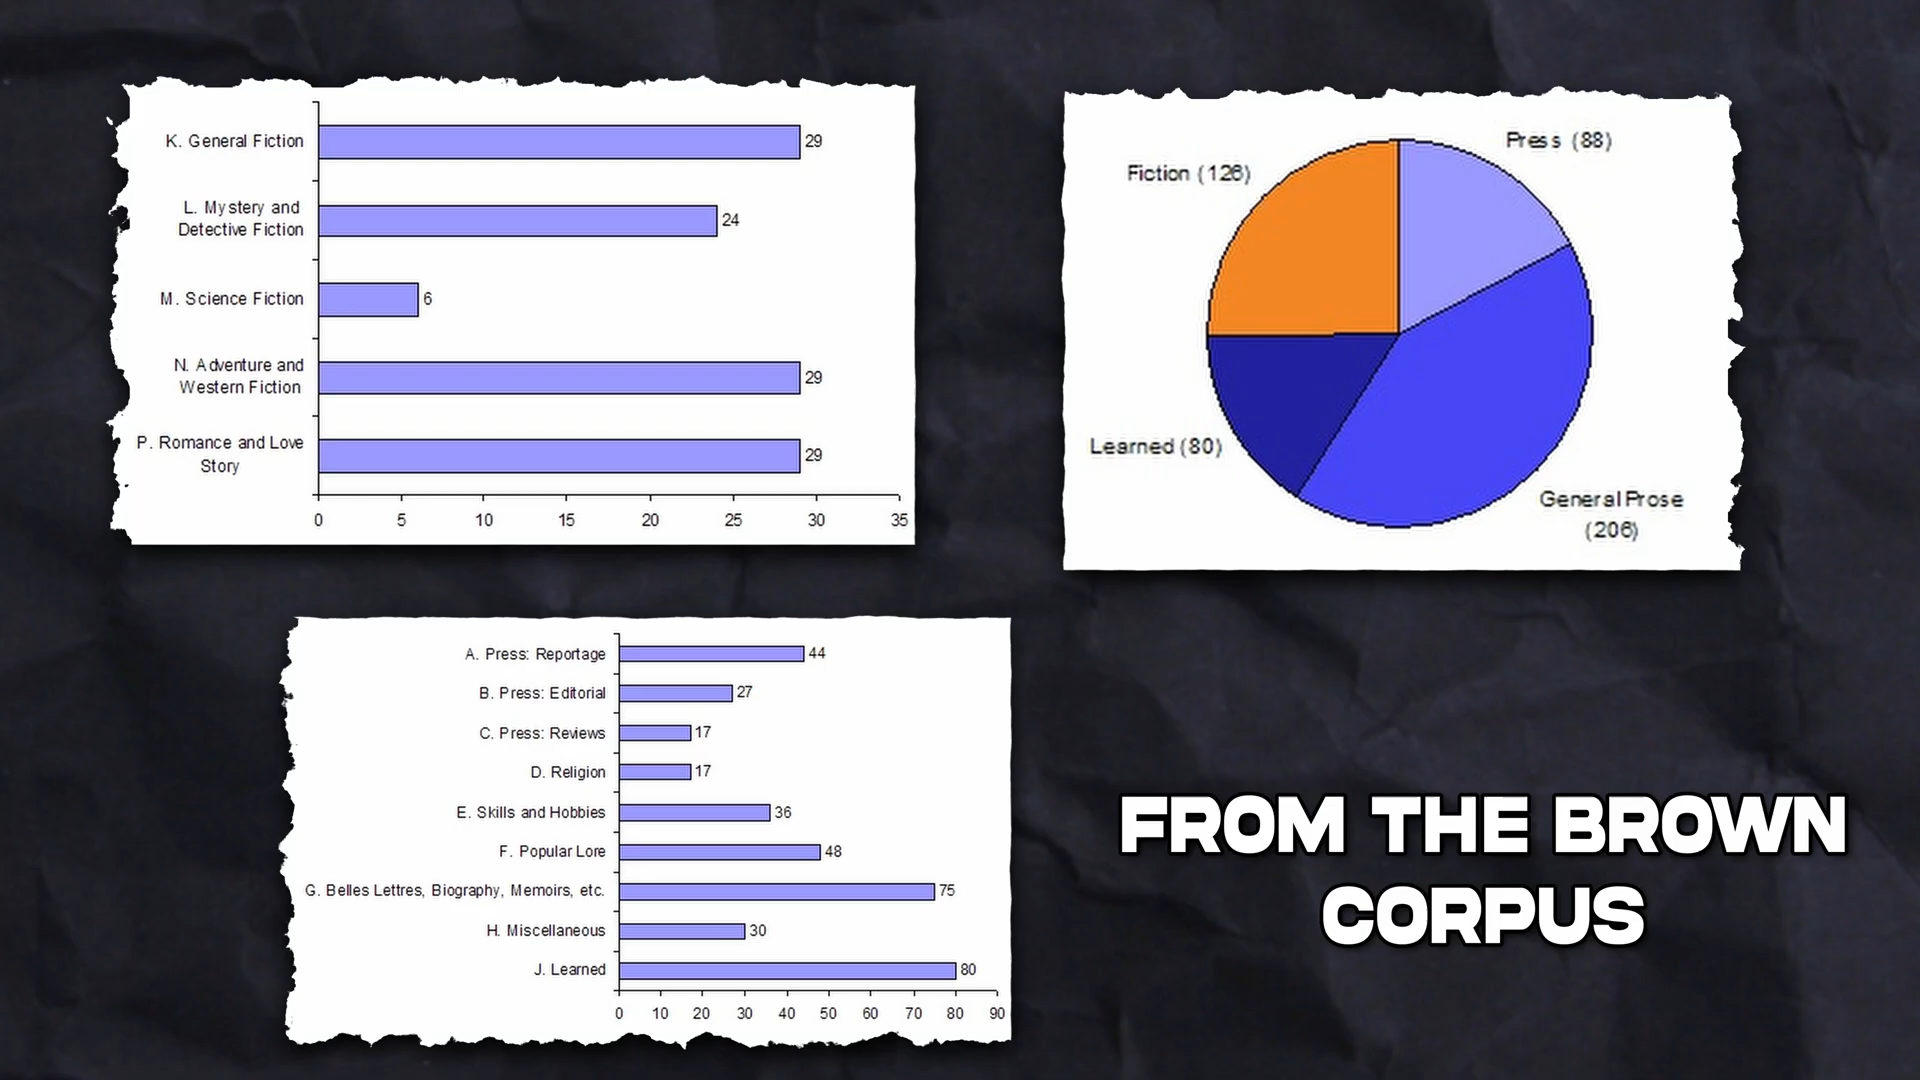 K. General Fiction
29
L. Mystery and
Detective Fiction
24
M. Science Fiction
6
N. Adventure and
Western Fiction
29
P. Romance and Love
Story
29
0 5 10 15 20 25 30 35
Press (88)
Fiction (126)
Learned (80)
General Prose
(206)
A. Press: Reportage
44
B. Press: Editorial
27
C. Press: Reviews
17
D. Religion
17
E. Skills and Hobbies
36
F. Popular Lore
48
G. Belles Lettres, Biography, Memoirs, etc.
75
H. Miscellaneous
30
J. Learned
80
0 10 20 30 40 50 60 70 80 90
FROM THE BROWN
CORPUS